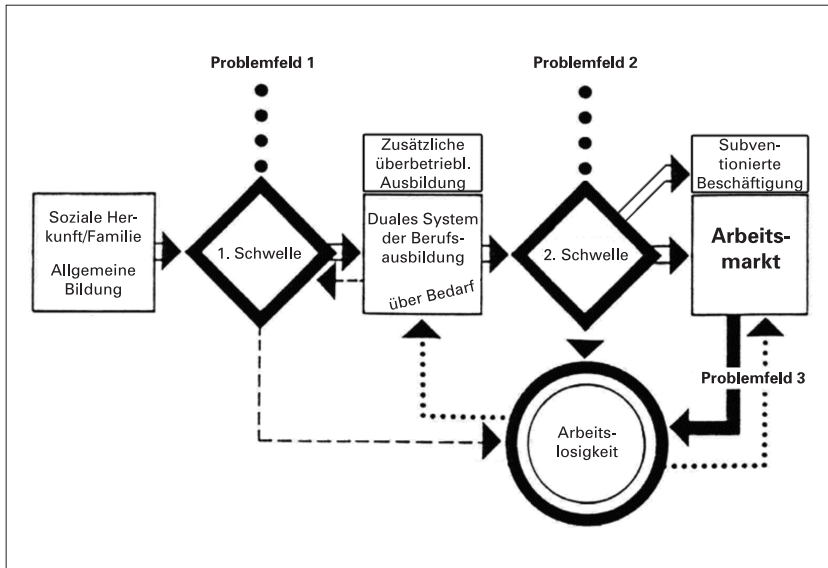 Problemfeld 1
Problemfeld 2
Zusätzliche
überbetriebl.
Ausbildung
Subven-
tionierte
Beschäftigung
Soziale Her-
kunft/Familie
Allgemeine
Bildung
1. Schwelle
Duales System
der Berufs-
ausbildung
über Bedarf
2. Schwelle
Arbeits-
markt
Problemfeld 3
Arbeits-
losigkeit